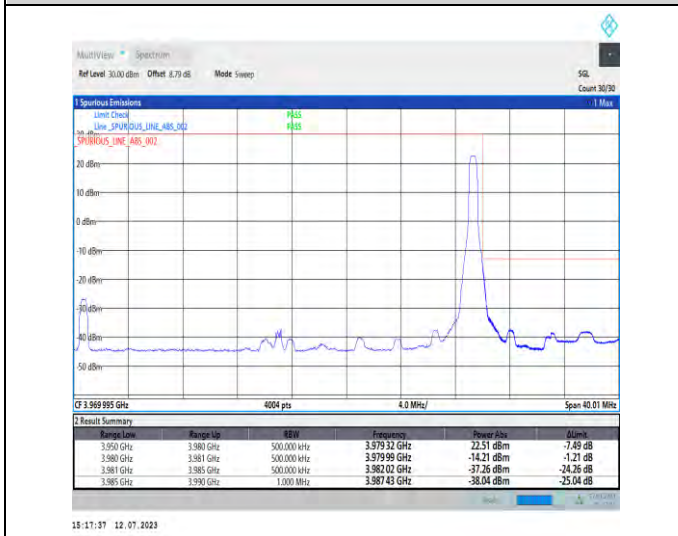 MultiView Spectrum
Ref Level 30.00 dBm Offset 8.79 dB Mode Sweep SGL
Count 30/30
1 Spurious Emissions 1 Max
Limit Check PASS
Line _SPURIOUS_LINE_ABS_002 PASS
_SPURIOUS_LINE_ABS_002
20 dBm
10 dBm
0 dBm
-10 dBm
-20 dBm
-30 dBm
-40 dBm
-50 dBm
CF 3.969 995 GHz 4004 pts 4.0 MHz/ Span 40.01 MHz
2 Result Summary
Range Low Range Up RBW Frequency Power Abs ΔLimit
3.950 GHz 3.980 GHz 500.000 kHz 3.979 32 GHz 22.51 dBm -7.49 dB
3.980 GHz 3.981 GHz 500.000 kHz 3.979 99 GHz -14.21 dBm -1.21 dB
3.981 GHz 3.985 GHz 500.000 kHz 3.982 02 GHz -37.26 dBm -24.26 dB
3.985 GHz 3.990 GHz 1.000 MHz 3.987 43 GHz -38.04 dBm -25.04 dB
15:17:37 12.07.2023